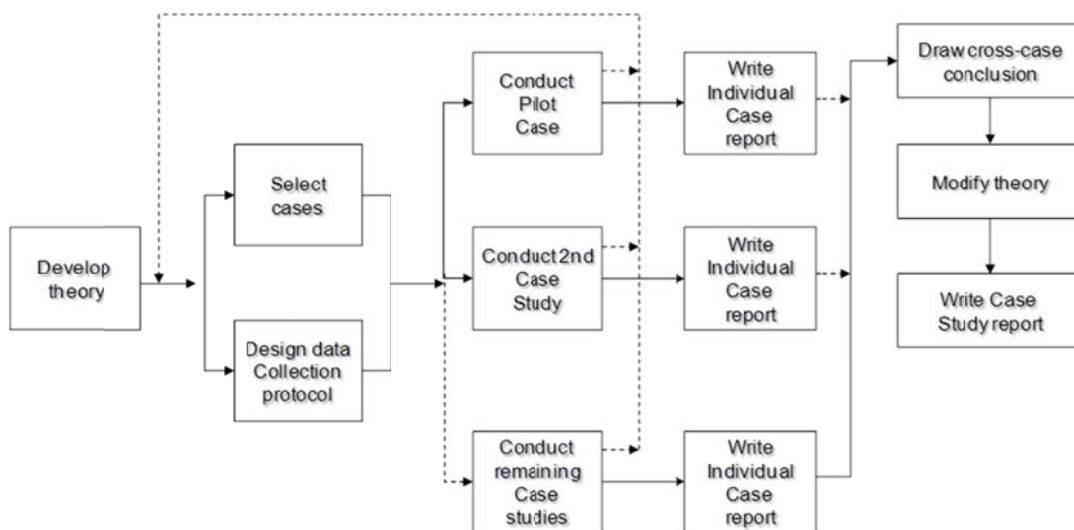 Develop
theory
Select
cases
Design data
Collection
protocol
Conduct
Pilot
Case
Conduct 2nd
Case
Study
Conduct
remaining
Case
studies
Write
Individual
Case
report
Write
Individual
Case
report
Write
Individual
Case
report
Draw cross-case
conclusion
Modify theory
Write Case
Study report